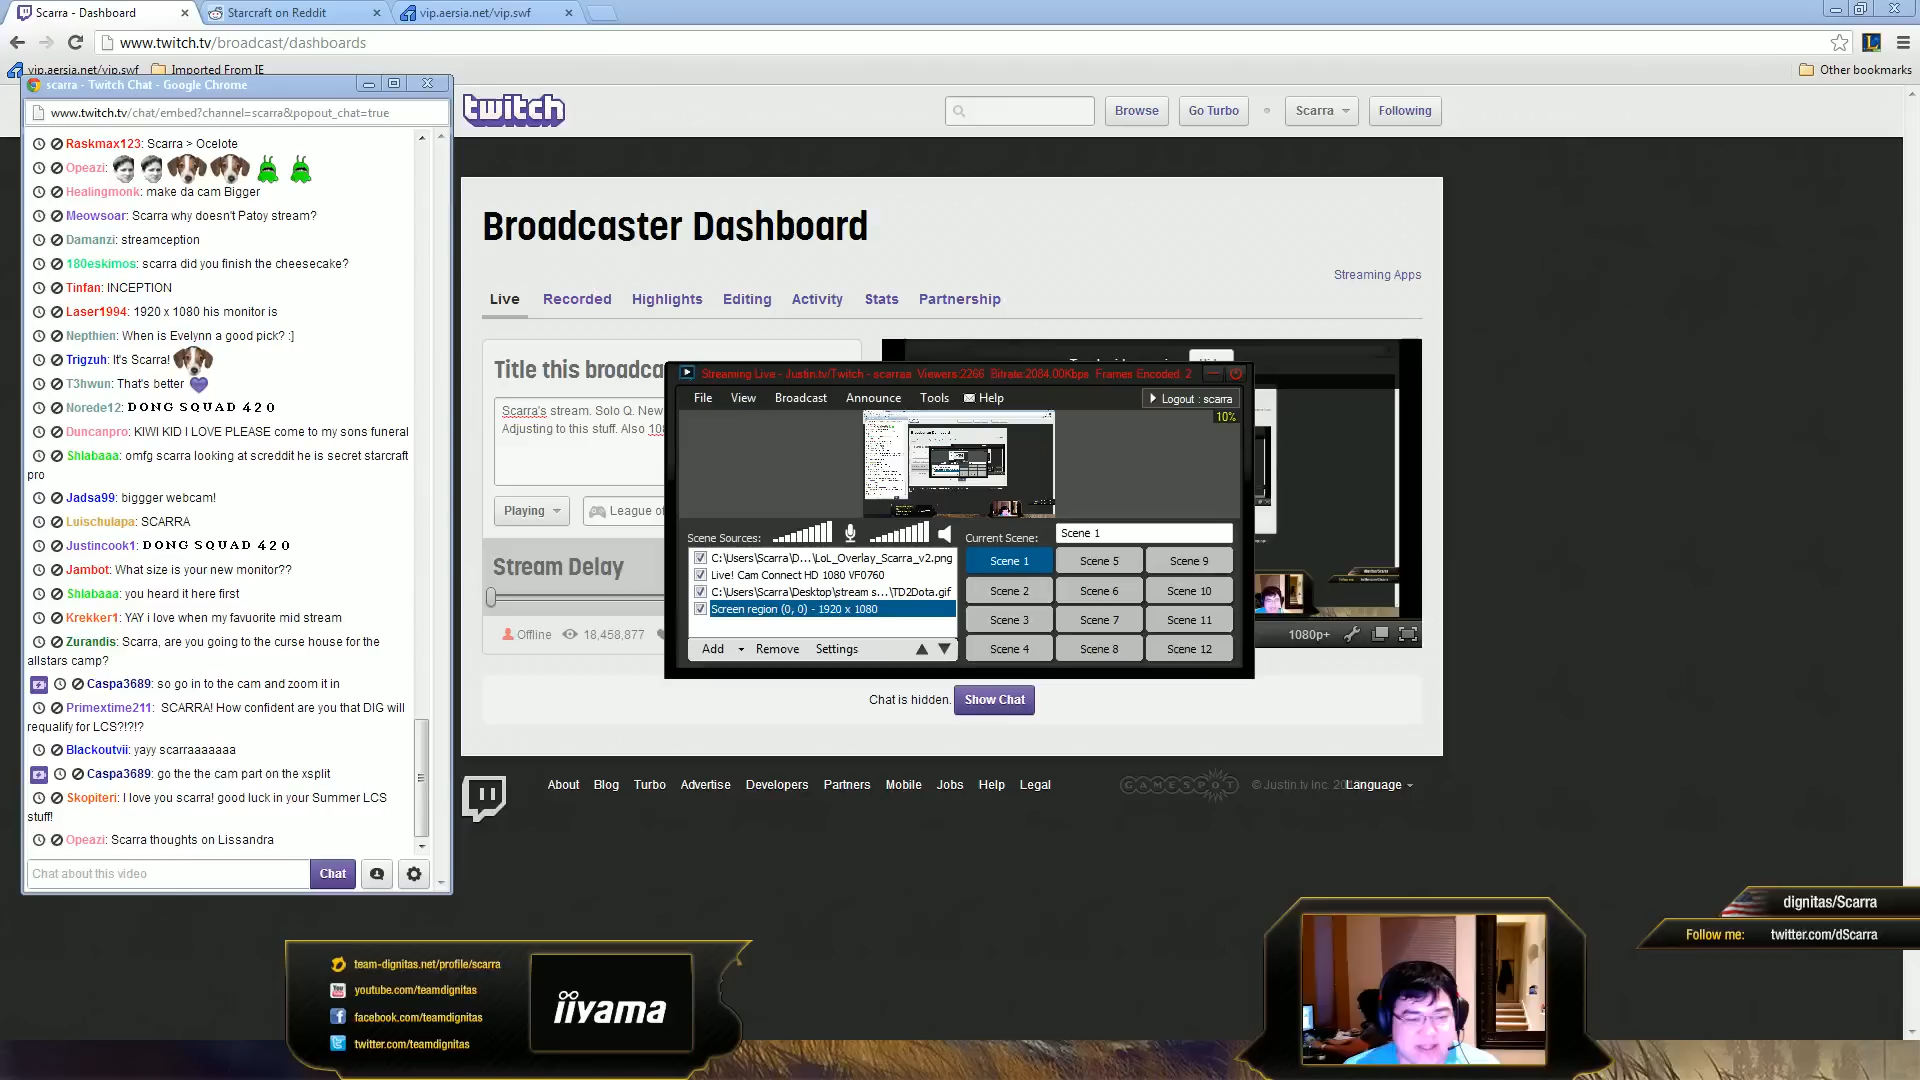 Scarra - Dashboard
Starcraft on Reddit
vip.aersia.net/vip.swf
www.twitch.tv/broadcast/dashboards
vip.aersia.net/vip.swf
Imported From IE
Other bookmarks
scarra - Twitch Chat - Google Chrome
www.twitch.tv/chat/embed?channel=scarra&popout_chat=true
Raskmax123: Scarra > Ocelote
Opeazi:
Healingmonk: make da cam Bigger
Meowsoar: Scarra why doesn't Patoy stream?
Damanzi: streamception
180eskimos: scarra did you finish the cheesecake?
Tinfan: INCEPTION
Laser1994: 1920 x 1080 his monitor is
Nepthien: When is Evelynn a good pick? :]
Trigzuh: It's Scarra!
T3hwun: That's better
Norede12: DONG SQUAD 420
Duncanpro: KIWI KID I LOVE PLEASE come to my sons funeral
Shlabaaa: omfg scarra looking at screddit he is secret starcraft
pro
Jadsa99: biggger webcam!
Luischulapa: SCARRA
Justincook1: DONG SQUAD 420
Jambot: What size is your new monitor??
Shlabaaa: you heard it here first
Krekker1: YAY i love when my favuorite mid stream
Zurandis: Scarra, are you going to the curse house for the
allstars camp?
Caspa3689: so go in to the cam and zoom it in
Primextime211: SCARRA! How confident are you that DIG will
requalify for LCS?!?!?
Blackoutvii: yayy scarraaaaaaa
Caspa3689: go the the cam part on the xsplit
Skopiteri: I love you scarra! good luck in your Summer LCS
stuff!
Opeazi: Scarra thoughts on Lissandra
Chat about this video
Chat
twitch
Browse
Go Turbo
Scarra
Following
Broadcaster Dashboard
Streaming Apps
Live
Recorded
Highlights
Editing
Activity
Stats
Partnership
Title this broadca
Scarra's stream. Solo Q. New
Adjusting to this stuff. Also 108
Playing
League of
Stream Delay
Offline
18,458,877
Streaming Live - Justin.tv/Twitch - scarraa Viewers:2266 Bitrate:2084.00Kbps Frames Encoded 2
File
View
Broadcast
Announce
Tools
Help
Logout : scarra
10%
Scene Sources:
C:\Users\Scarra\D...\LoL_Overlay_Scarra_v2.png
Live! Cam Connect HD 1080 VF0760
C:\Users\Scarra\Desktop\stream s...\TD2Dota.gif
Screen region (0, 0) - 1920 x 1080
Add
Remove
Settings
Current Scene:
Scene 1
Scene 1
Scene 5
Scene 9
Scene 2
Scene 6
Scene 10
Scene 3
Scene 7
Scene 11
Scene 4
Scene 8
Scene 12
1080p+
Chat is hidden.
Show Chat
About
Blog
Turbo
Advertise
Developers
Partners
Mobile
Jobs
Help
Legal
GAMESPOT
© Justin.tv Inc.
Language
team-dignitas.net/profile/scarra
youtube.com/teamdignitas
facebook.com/teamdignitas
twitter.com/teamdignitas
iiyama
dignitas/Scarra
Follow me: twitter.com/dScarra